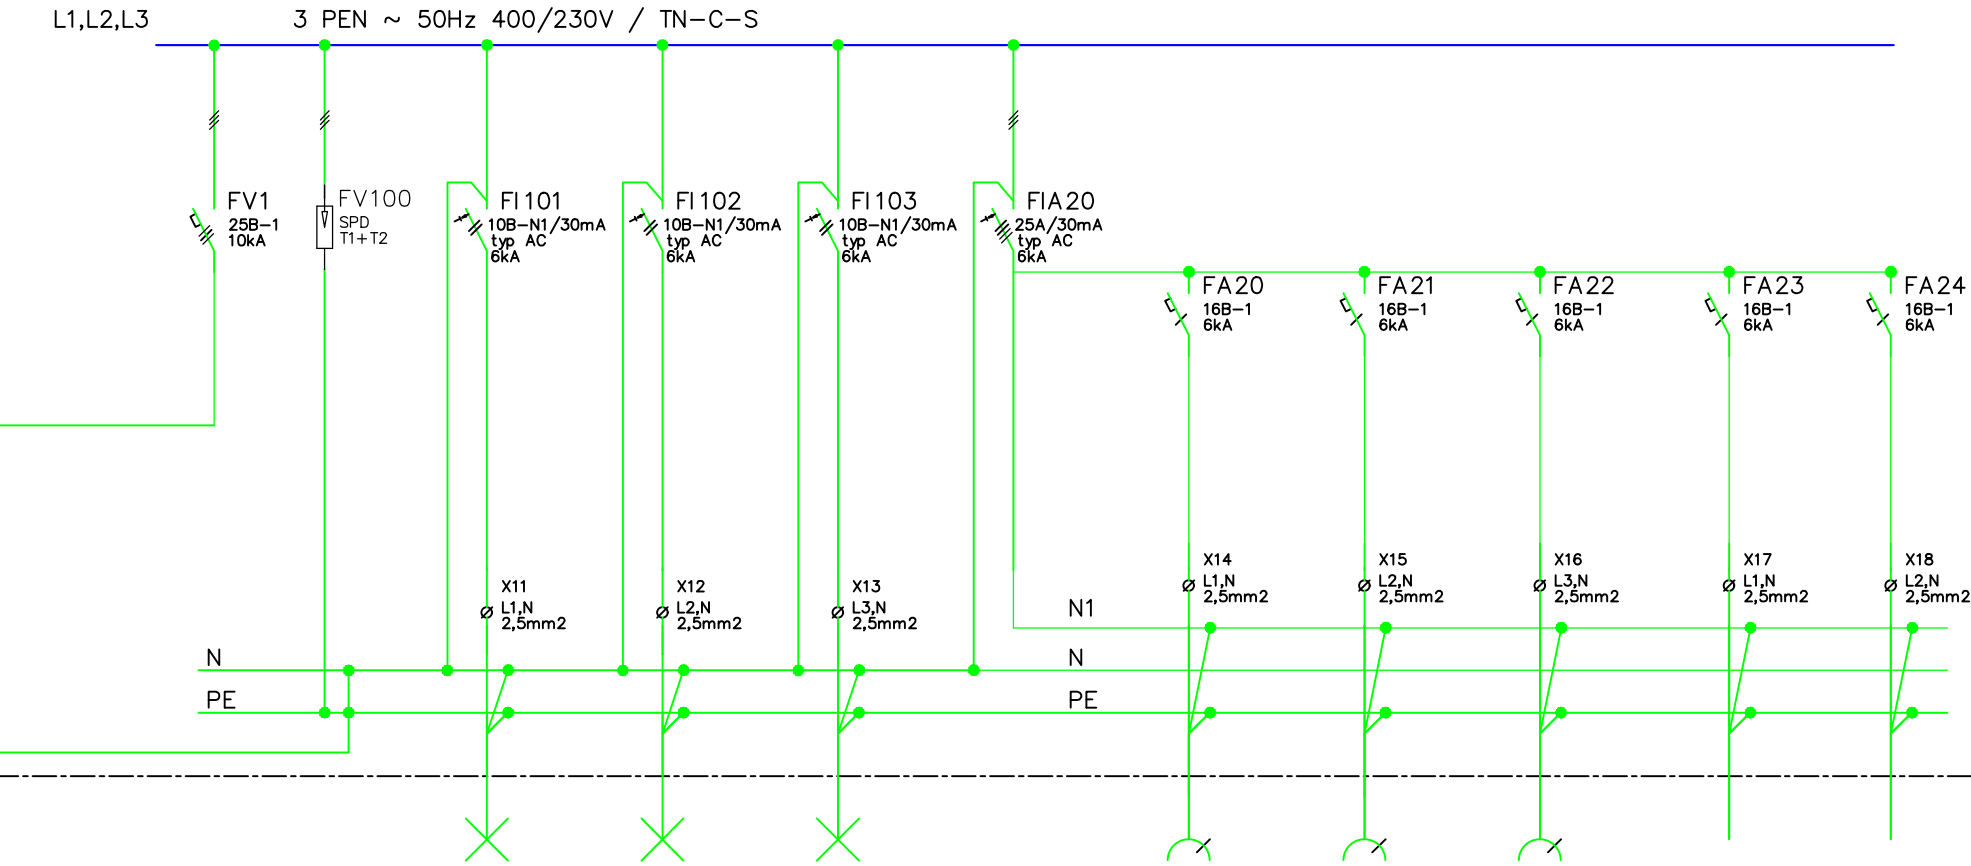 L1,L2,L3
3 PEN ~ 50Hz 400/230V / TN-C-S
FV1
25B-1
10kA
FV100
SPD
T1+T2
FI101
10B-N1/30mA
typ AC
6kA
FI102
10B-N1/30mA
typ AC
6kA
FI103
10B-N1/30mA
typ AC
6kA
FIA20
25A/30mA
typ AC
6kA
FA20
16B-1
6kA
FA21
16B-1
6kA
FA22
16B-1
6kA
FA23
16B-1
6kA
FA24
16B-1
6kA
X11
L1,N
2,5mm2
X12
L2,N
2,5mm2
X13
L3,N
2,5mm2
X14
L1,N
2,5mm2
X15
L2,N
2,5mm2
X16
L3,N
2,5mm2
X17
L1,N
2,5mm2
X18
L2,N
2,5mm2
N1
N
N
PE
PE